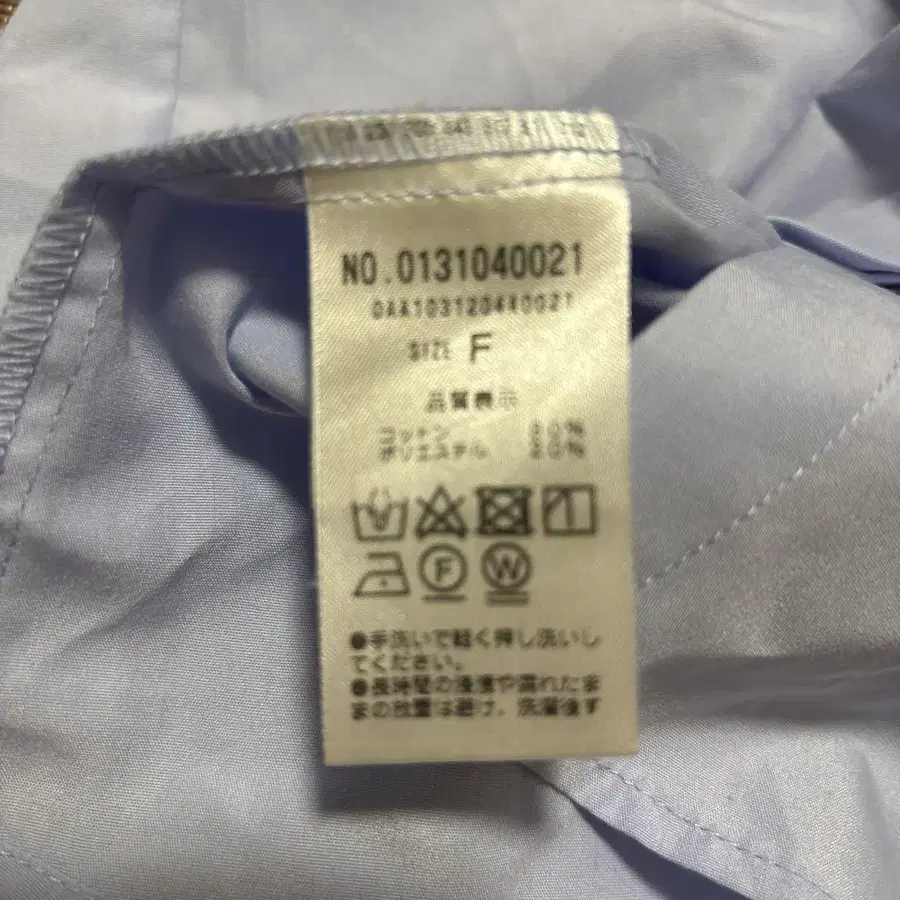 NO.0131040021
SIZE F
品質表示
コットン 80%
ポリエステル 20%
F W
●手洗いで軽く押し洗いし
てください。
●長時間の浸漬や濡れたま
まの放置は避け、洗濯後す